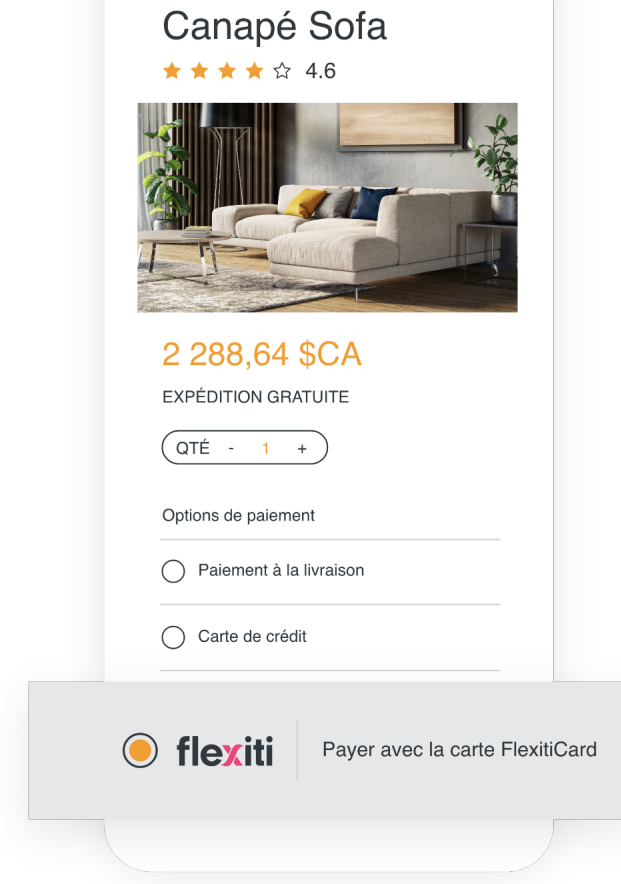 Canapé Sofa
4.6
2 288,64 $CA
EXPÉDITION GRATUITE
QTÉ - 1 +
Options de paiement
Paiement à la livraison
Carte de crédit
flexiti Payer avec la carte FlexitiCard